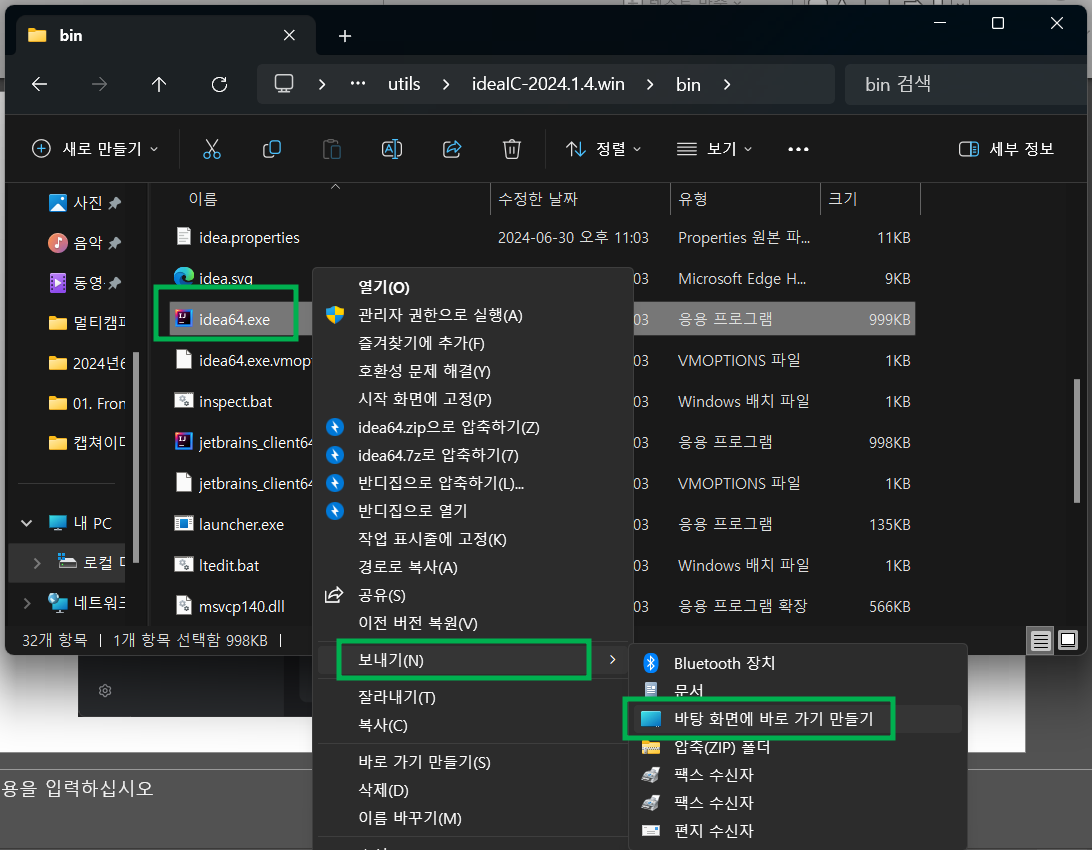 bin
utils
ideaIC-2024.1.4.win
bin
bin 검색
새로 만들기
정렬
보기
세부 정보
이름
수정한 날짜
유형
크기
사진
음악
동영
멀티캠
2024년6
01. Fron
캡쳐이
내 PC
로컬
네트워
idea.properties
2024-06-30 오후 11:03
Properties 원본 파...
11KB
idea.svg
03
Microsoft Edge H...
9KB
idea64.exe
03
응용 프로그램
999KB
idea64.exe.vmop
03
VMOPTIONS 파일
1KB
inspect.bat
03
Windows 배치 파일
1KB
jetbrains_client64
03
응용 프로그램
998KB
jetbrains_client64
03
VMOPTIONS 파일
1KB
launcher.exe
03
응용 프로그램
135KB
ltedit.bat
03
Windows 배치 파일
1KB
msvcp140.dll
03
응용 프로그램 확장
566KB
32개 항목
1개 항목 선택함 998KB
열기(O)
관리자 권한으로 실행(A)
즐겨찾기에 추가(F)
호환성 문제 해결(Y)
시작 화면에 고정(P)
idea64.zip으로 압축하기(Z)
idea64.7z로 압축하기(7)
반디집으로 압축하기(L)...
반디집으로 열기
작업 표시줄에 고정(K)
경로로 복사(A)
공유(S)
이전 버전 복원(V)
보내기(N)
잘라내기(T)
복사(C)
바로 가기 만들기(S)
삭제(D)
이름 바꾸기(M)
Bluetooth 장치
문서
바탕 화면에 바로 가기 만들기
압축(ZIP) 폴더
팩스 수신자
팩스 수신자
편지 수신자
용을 입력하십시오